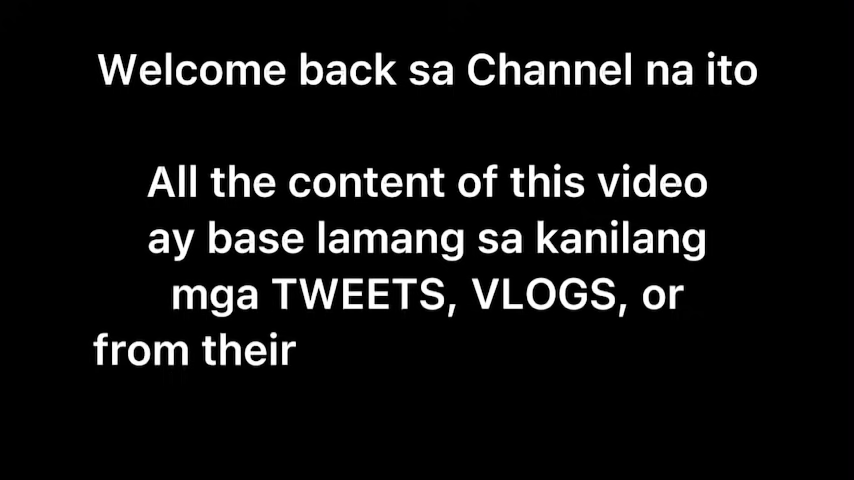 Welcome back sa Channel na ito
All the content of this video
ay base lamang sa kanilang
mga TWEETS, VLOGS, or
from their